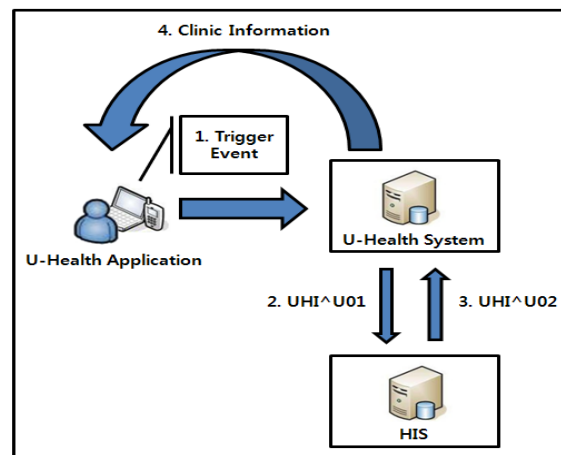 4. Clinic Information
1. Trigger
Event
U-Health Application
U-Health System
2. UHI^U01
3. UHI^U02
HIS